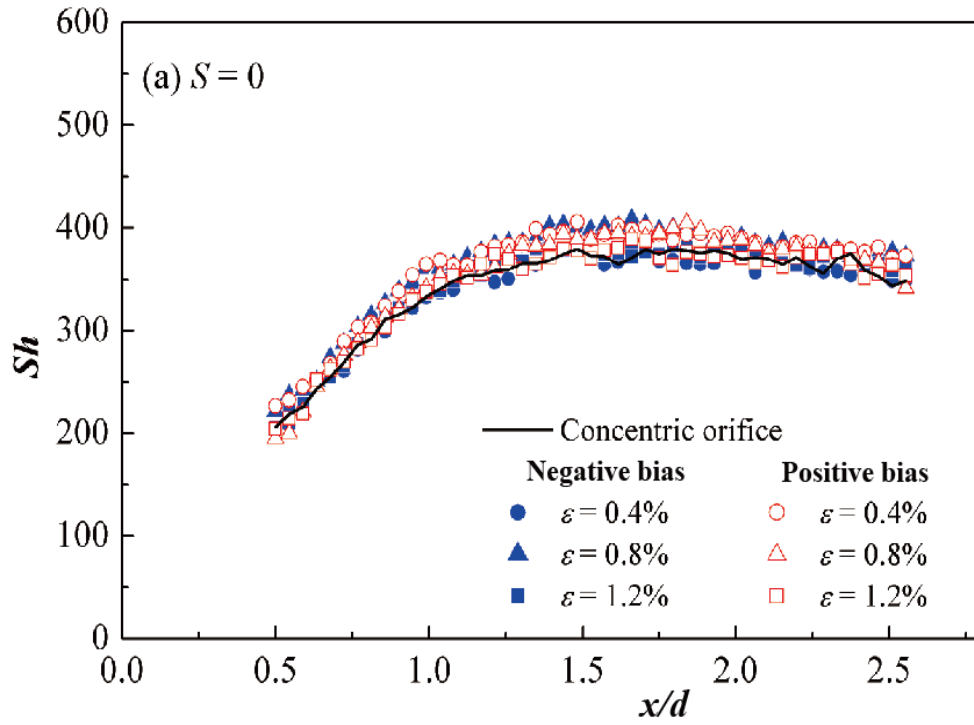 600
(a) S = 0
500
400
300
Sh
200
Concentric orifice
Negative bias Positive bias
ε = 0.4% ε = 0.4%
100
ε = 0.8% ε = 0.8%
ε = 1.2% ε = 1.2%
0
0.0 0.5 1.0 1.5 2.0 2.5
x/d